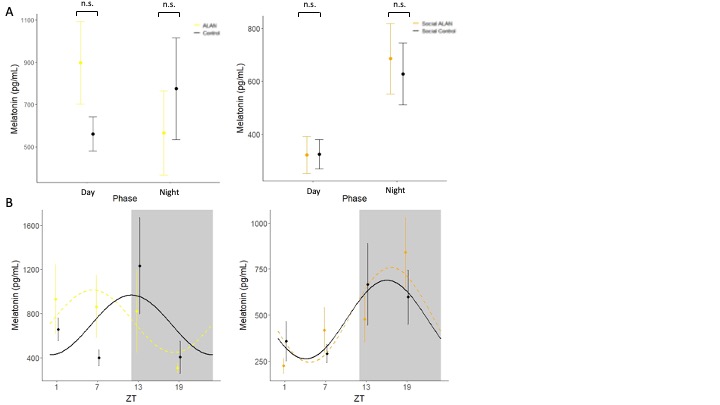 A
n.s.
n.s.
ALAN
Control
Melatonin (pg/mL)
1100
900
700
500
Day
Night
Phase
n.s.
n.s.
Social ALAN
Social Control
Melatonin (pg/mL)
800
600
400
Day
Night
Phase
B
Melatonin (pg/mL)
1600
1200
800
400
1
7
13
19
ZT
Melatonin (pg/mL)
1000
750
500
250
1
7
13
19
ZT